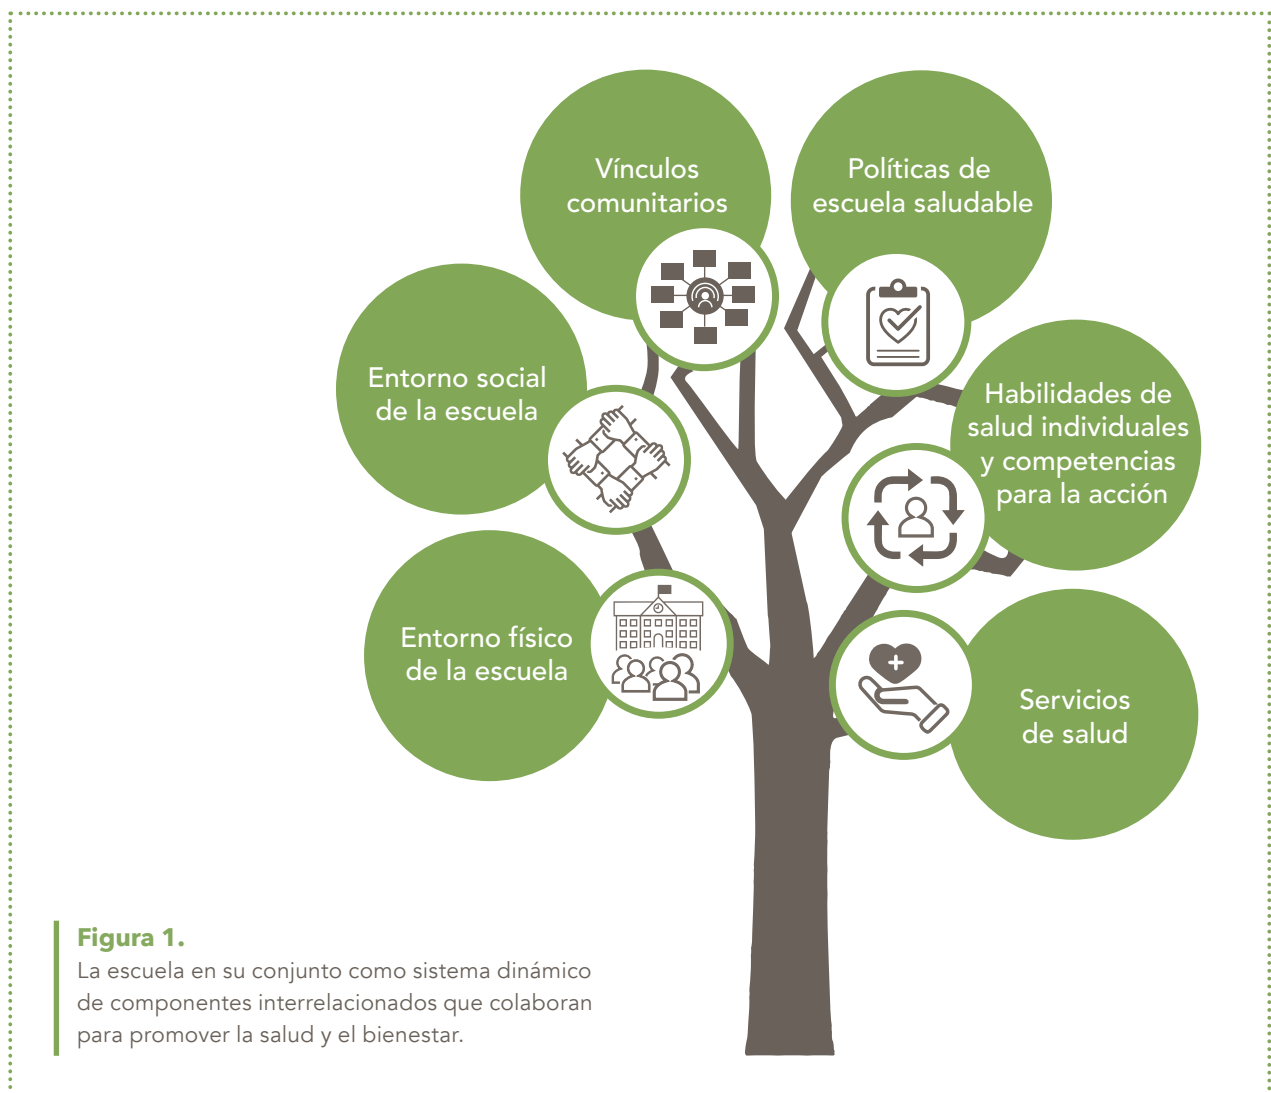 Vínculos
comunitarios
Políticas de
escuela saludable
Entorno social
de la escuela
Habilidades de
salud individuales
y competencias
para la acción
Entorno físico
de la escuela
Servicios
de salud
Figura 1.
La escuela en su conjunto como sistema dinámico
de componentes interrelacionados que colaboran
para promover la salud y el bienestar.